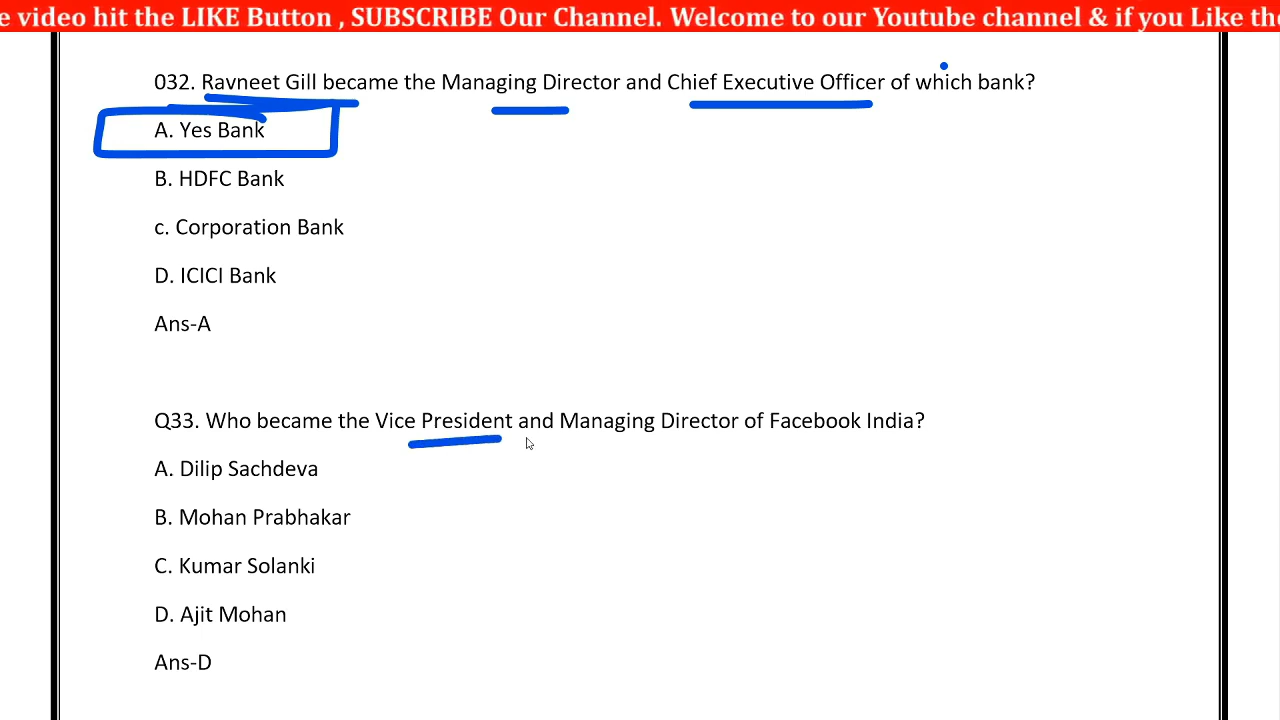 e video hit the LIKE Button , SUBSCRIBE Our Channel. Welcome to our Youtube channel & if you Like the
032. Ravneet Gill became the Managing Director and Chief Executive Officer of which bank?
A. Yes Bank
B. HDFC Bank
c. Corporation Bank
D. ICICI Bank
Ans-A
Q33. Who became the Vice President and Managing Director of Facebook India?
A. Dilip Sachdeva
B. Mohan Prabhakar
C. Kumar Solanki
D. Ajit Mohan
Ans-D